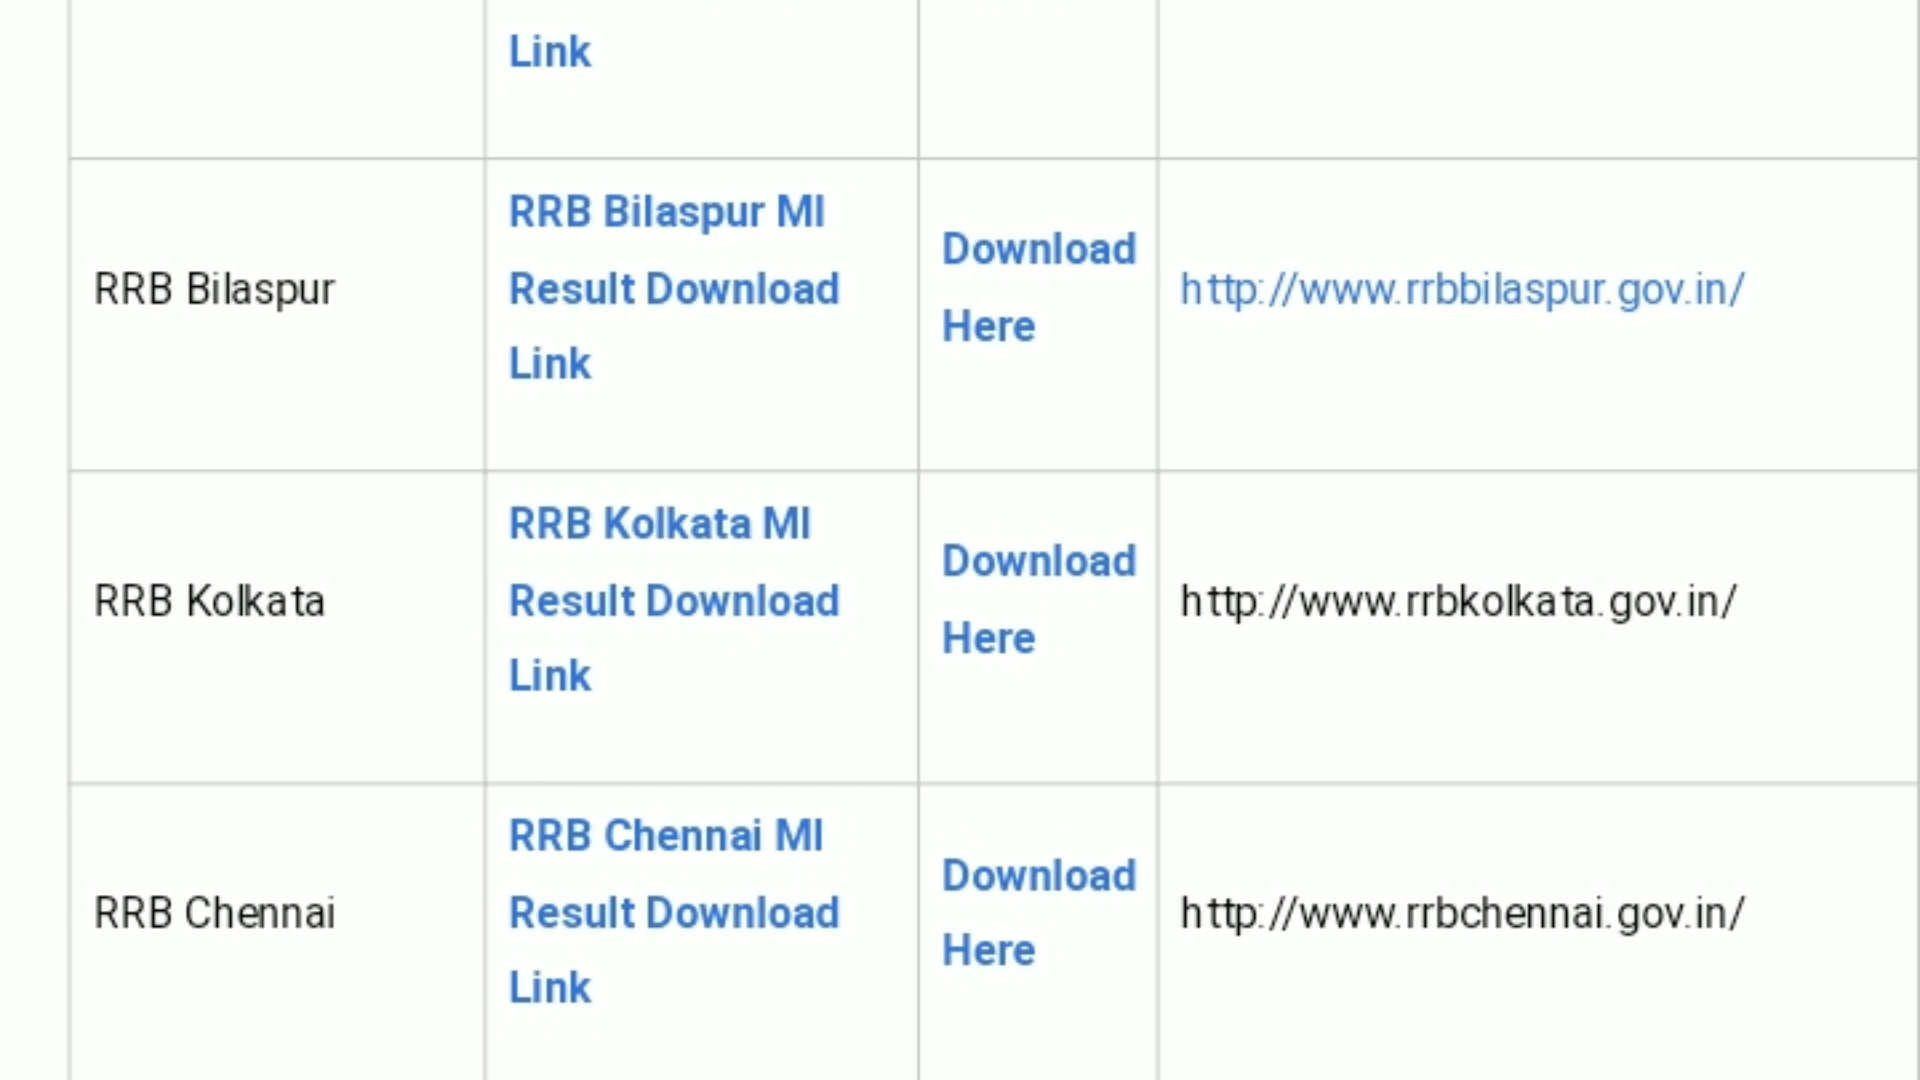 Link
RRB Bilaspur
RRB Bilaspur MI
Result Download
Link
Download
Here
http://www.rrbbilaspur.gov.in/
RRB Kolkata
RRB Kolkata MI
Result Download
Link
Download
Here
http://www.rrbkolkata.gov.in/
RRB Chennai
RRB Chennai MI
Result Download
Link
Download
Here
http://www.rrbchennai.gov.in/